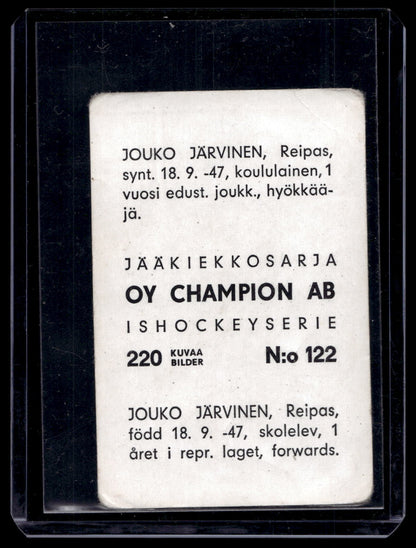 JOUKO JÄRVINEN, Reipas,
synt. 18. 9. -47, koululainen, 1
vuosi edust. joukk., hyökkää-
jä.
JÄÄKIEKKOSARJA
OY CHAMPION AB
ISHOCKEYSERIE
220 KUVAA BILDER N:o 122
JOUKO JÄRVINEN, Reipas,
född 18. 9. -47, skolelev, 1
året i repr. laget, forwards.